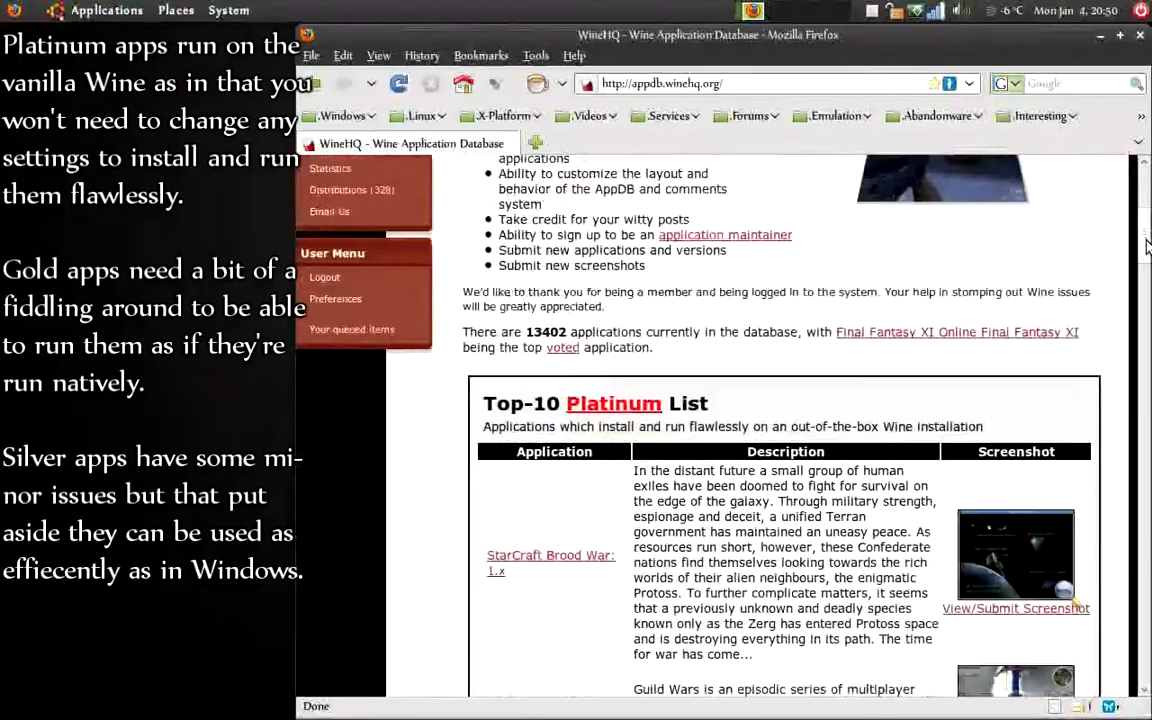 Applications Places System
-6 °C Mon Jan 4, 20:50
WineHQ - Wine Application Database - Mozilla Firefox
File Edit View History Bookmarks Tools Help
http://appdb.winehq.org/
Google
.Windows .Linux .X-Platform .Videos .Services .Forums .Emulation .Abandonware .Interesting »
WineHQ - Wine Application Database
Platinum apps run on the
vanilla Wine as in that you
won't need to change any
settings to install and run
them flawlessly.
Gold apps need a bit of a
fiddling around to be able
to run them as if they're
run natively.
Silver apps have some mi-
nor issues but that put
aside they can be used as
effiecently as in Windows.
Statistics
Distributions (328)
Email Us
User Menu
Logout
Preferences
Your queued items
applications
• Ability to customize the layout and
behavior of the AppDB and comments
system
• Take credit for your witty posts
• Ability to sign up to be an application maintainer
• Submit new applications and versions
• Submit new screenshots
We'd like to thank you for being a member and being logged in to the system. Your help in stomping out Wine issues
will be greatly appreciated.
There are 13402 applications currently in the database, with Final Fantasy XI Online Final Fantasy XI
being the top voted application.
Top-10 Platinum List
Applications which install and run flawlessly on an out-of-the-box Wine installation
Application Description Screenshot
StarCraft Brood War:
1.x
In the distant future a small group of human
exiles have been doomed to fight for survival on
the edge of the galaxy. Through military strength,
espionage and deceit, a unified Terran
government has maintained an uneasy peace. As
resources run short, however, these Confederate
nations find themselves looking towards the rich
worlds of their alien neighbours, the enigmatic
Protoss. To further complicate matters, it seems
that a previously unknown and deadly species
known only as the Zerg has entered Protoss space
and is destroying everything in its path. The time
for war has come...
View/Submit Screenshot
Guild Wars is an episodic series of multiplayer
Done